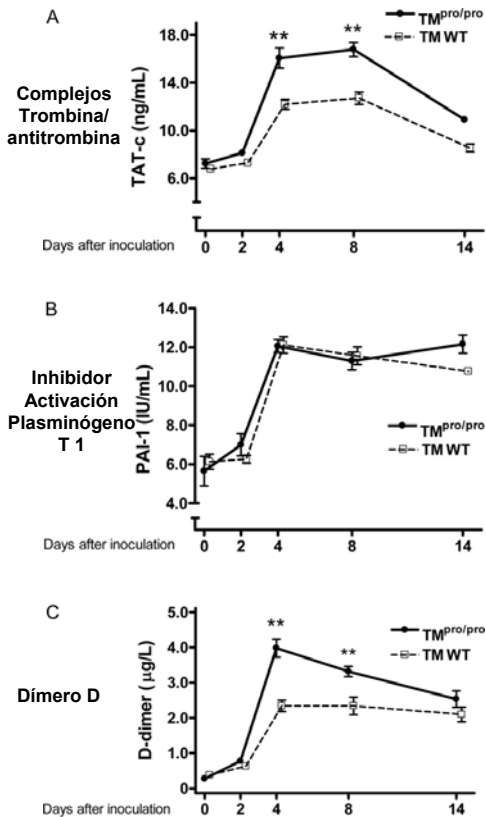 A
TMpro/pro
TM WT
** **
18.0
14.0
10.0
6.0
TAT-c (ng/mL)
Complejos
Trombina/
antitrombina
Days after inoculation 0 2 4 8 14
B
14.0
12.0
10.0
8.0
6.0
4.0
PAI-1 (IU/mL)
Inhibidor
Activación
Plasminógeno
T 1
TMpro/pro
TM WT
Days after inoculation 0 2 4 8 14
C
5.0
4.0
3.0
2.0
1.0
0
D-dimer (µg/L)
Dímero D
** **
TMpro/pro
TM WT
Days after inoculation 0 2 4 8 14